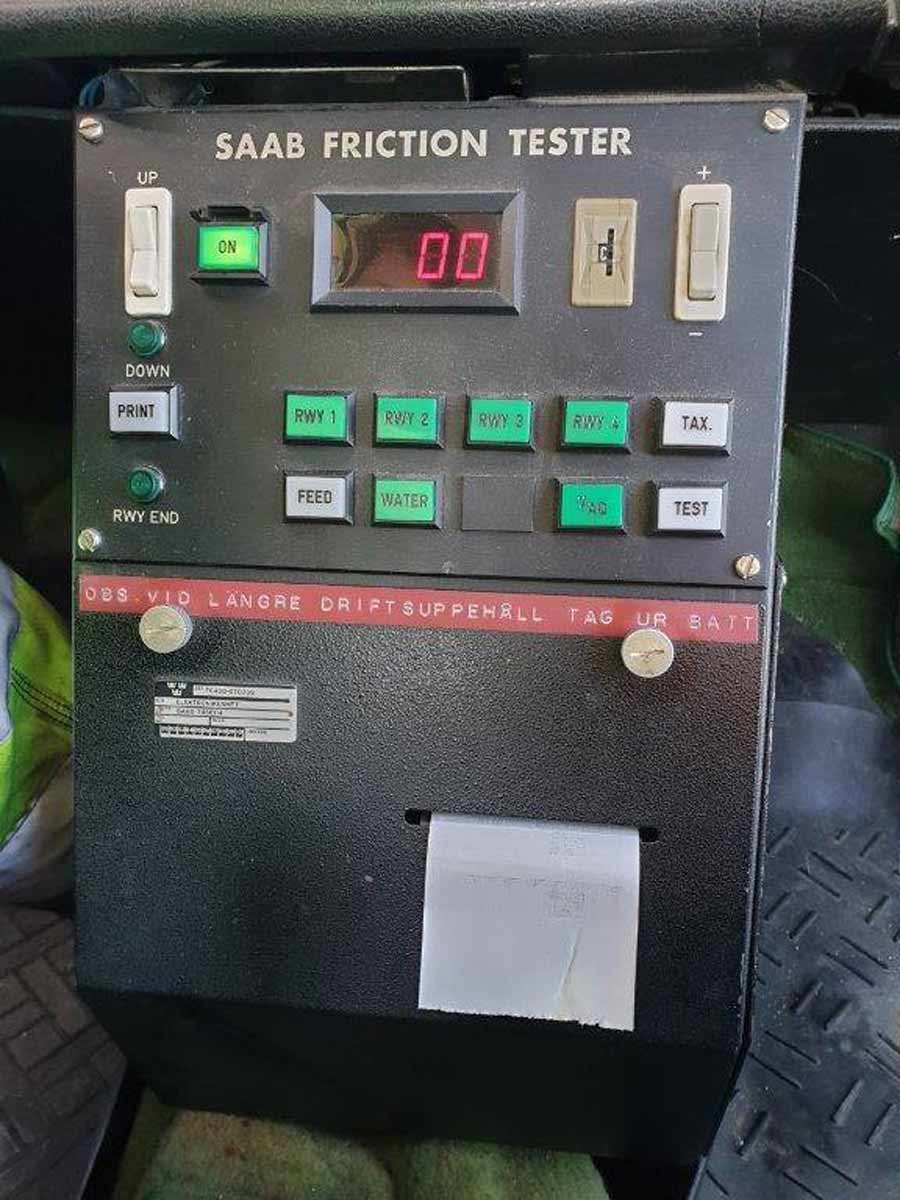 SAAB FRICTION TESTER
UP
+
ON
00
DOWN
−
PRINT
RWY 1
RWY 2
RWY 3
RWY 4
TAX.
FEED
WATER
TEST
RWY END
OBS.VID LÄNGRE DRIFTSUPPEHÅLL TAG UR BATT